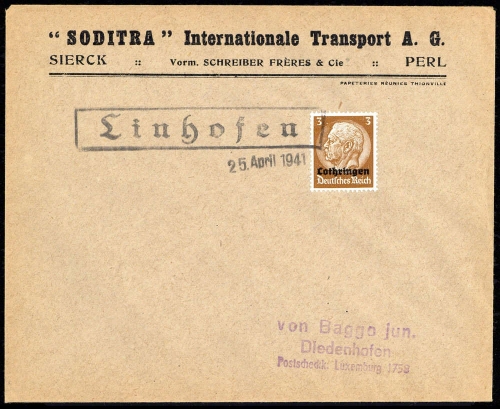 “ SODITRA ” Internationale Transport A. G.
SIERCK :: Vorm. SCHREIBER FRÈRES & Cie :: PERL
PAPETERIES RÉUNIES THIONVILLE
Linhofen
25. April 1941
3 3
Lothringen
Deutsches Reich
von Baggo jun.
Diedenhofen
Postscheck: Luxemburg 1758